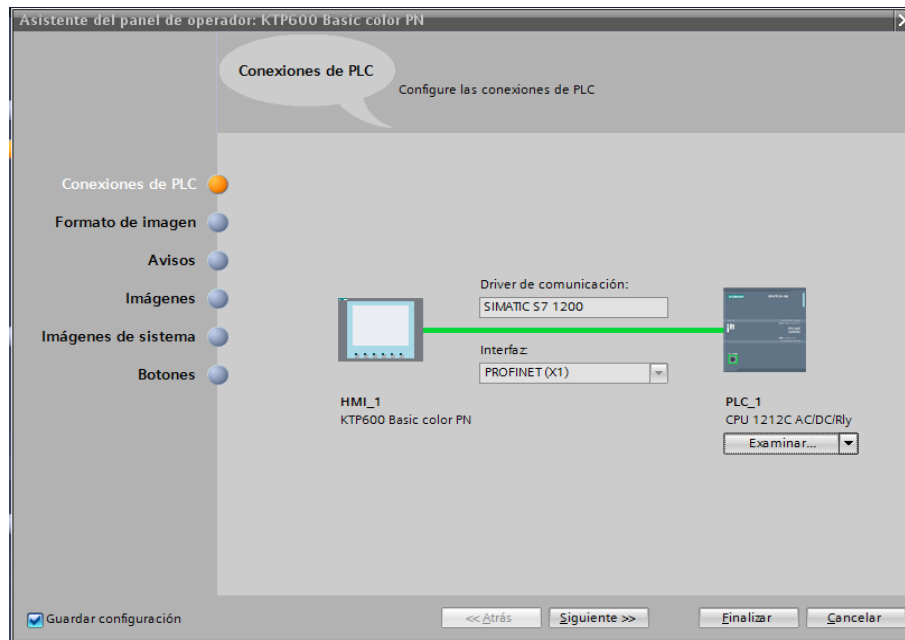 Asistente del panel de operador: KTP600 Basic color PN
Conexiones de PLC
Configure las conexiones de PLC
Conexiones de PLC
Formato de imagen
Avisos
Imágenes
Imágenes de sistema
Botones
Driver de comunicación:
SIMATIC S7 1200
Interfaz:
PROFINET (X1)
HMI_1
KTP600 Basic color PN
PLC_1
CPU 1212C AC/DC/Rly
Examinar...
Guardar configuración
<< Atrás
Siguiente >>
Finalizar
Cancelar